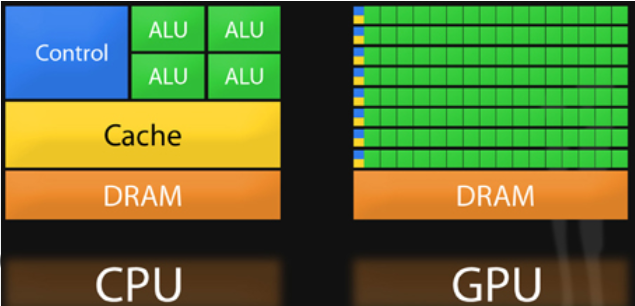 Control
ALU ALU
ALU ALU
Cache
DRAM
CPU
DRAM
GPU